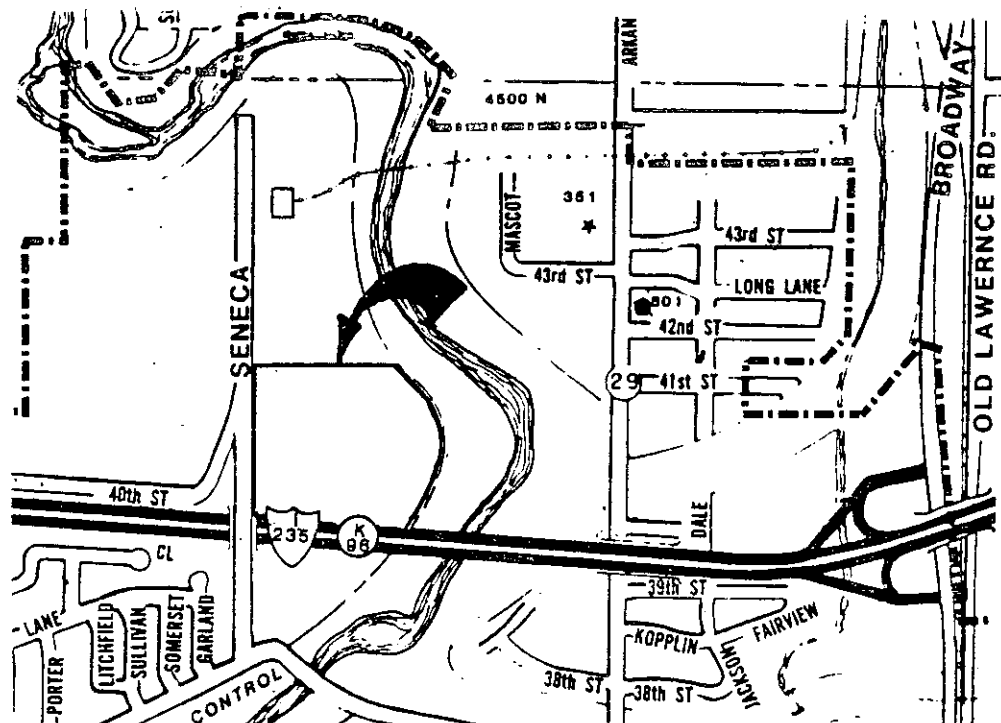 ARKAN
4500 N
BROADWAY
OLD LAWERNCE RD.
MASCOT
361
43rd ST
43rd ST
LONG LANE
801
42nd ST
SENECA
29
41st ST
40th ST
235
K
96
DALE
CL
39th ST
LANE
LITCHFIELD
SULLIVAN
SOMERSET
GARLAND
PORTER
KOPPLIN
FAIRVIEW
JACKSON
38th ST
38th ST
CONTROL